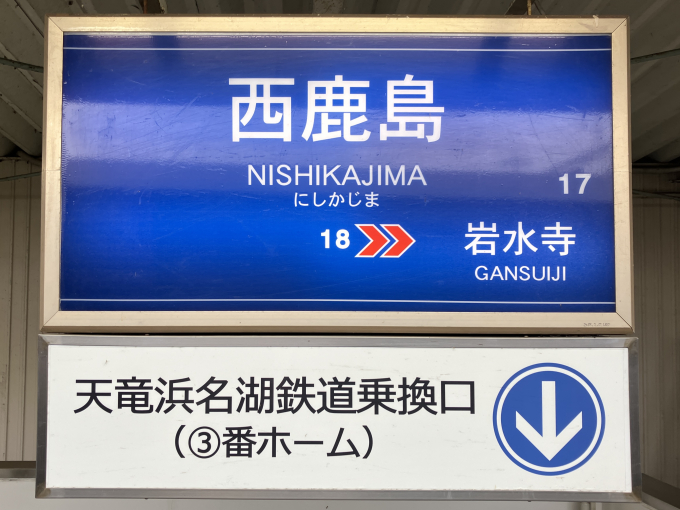 西鹿島
NISHIKAJIMA
にしかじま
17
18
岩水寺
GANSUIJI
天竜浜名湖鉄道乗換口
（③番ホーム）